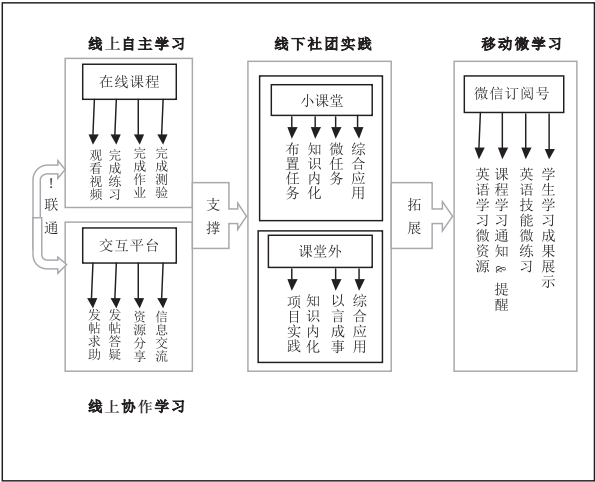 线上自主学习
线下社团实践
移动微学习
在线课程
观看视频
完成练习
完成作业
完成测验
！联通
交互平台
发帖求助
发帖答疑
资源分享
信息交流
线上协作学习
支撑
小课堂
布置任务
知识内化
微任务
综合应用
课堂外
项目实践
知识内化
以言成事
综合应用
拓展
微信订阅号
英语学习微资源
课程学习通知&提醒
英语技能微练习
学生学习成果展示